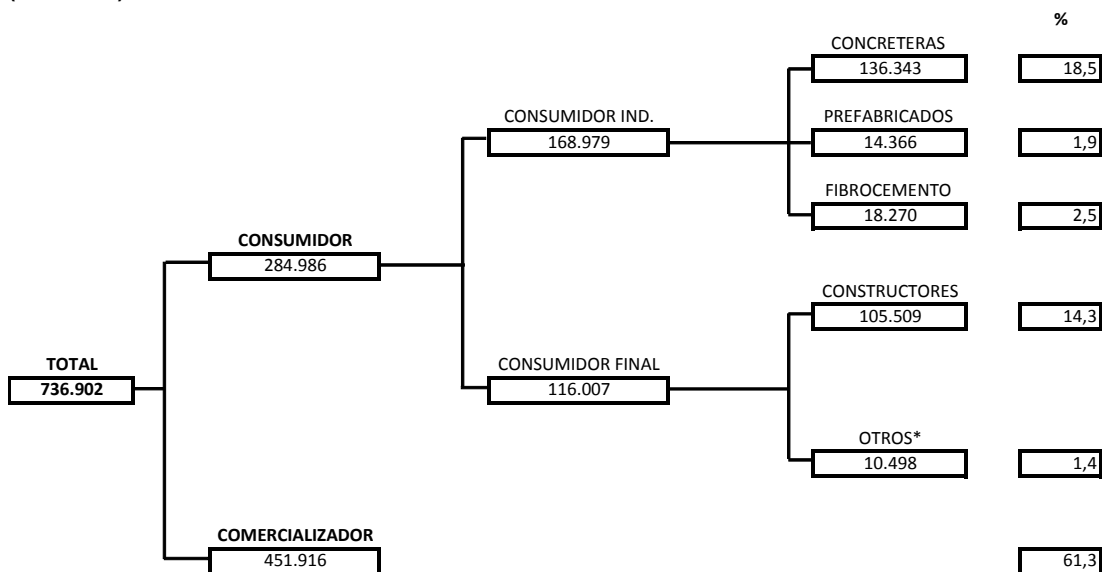 %
CONCRETERAS
136.343 18,5
CONSUMIDOR IND.
168.979
PREFABRICADOS
14.366 1,9
FIBROCEMENTO
18.270 2,5
CONSUMIDOR
284.986
CONSTRUCTORES
105.509 14,3
TOTAL
736.902
CONSUMIDOR FINAL
116.007
OTROS*
10.498 1,4
COMERCIALIZADOR
451.916 61,3